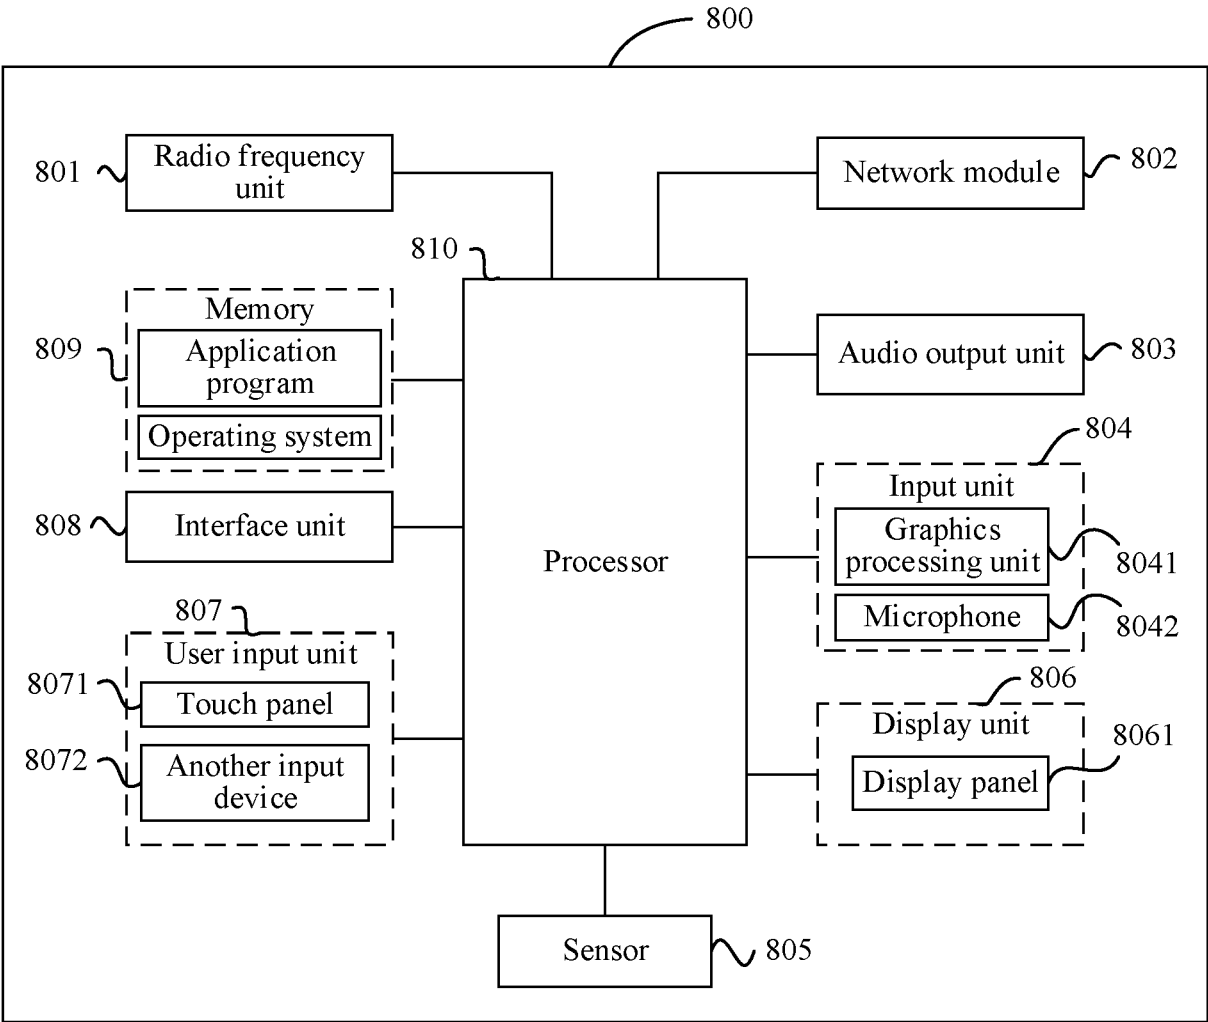 800
801
Radio frequency
unit
Network module
802
810
Memory
809
Application
program
Operating system
Audio output unit
803
804
Input unit
Graphics
processing unit
8041
Microphone
8042
808
Interface unit
Processor
807
User input unit
8071
Touch panel
8072
Another input
device
806
Display unit
8061
Display panel
Sensor
805